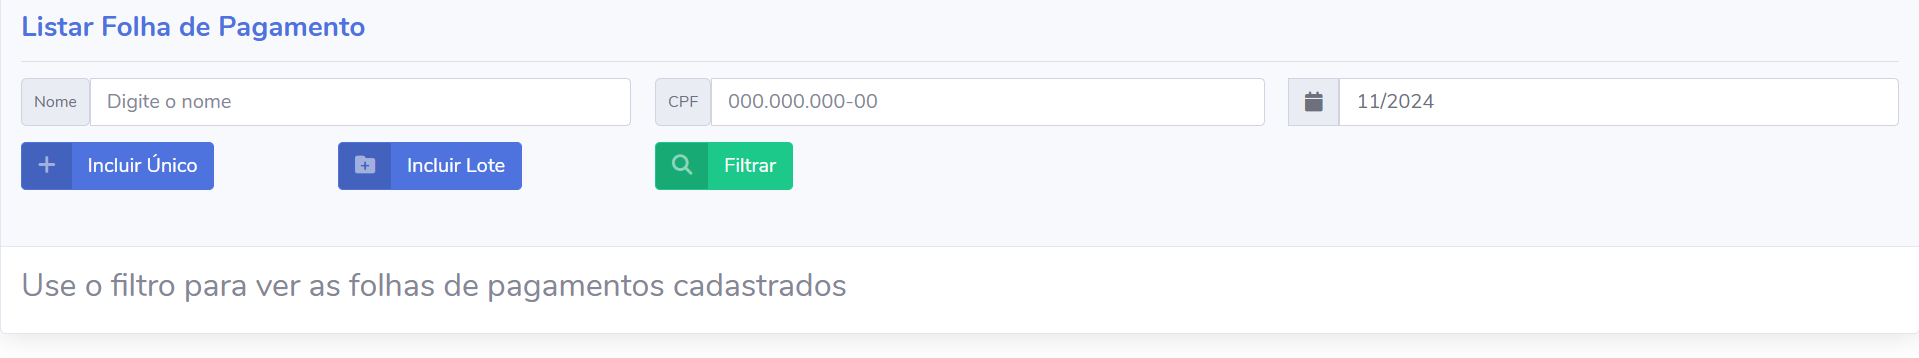 Listar Folha de Pagamento
Nome Digite o nome CPF 000.000.000-00 11/2024
Incluir Único Incluir Lote Filtrar
Use o filtro para ver as folhas de pagamentos cadastrados